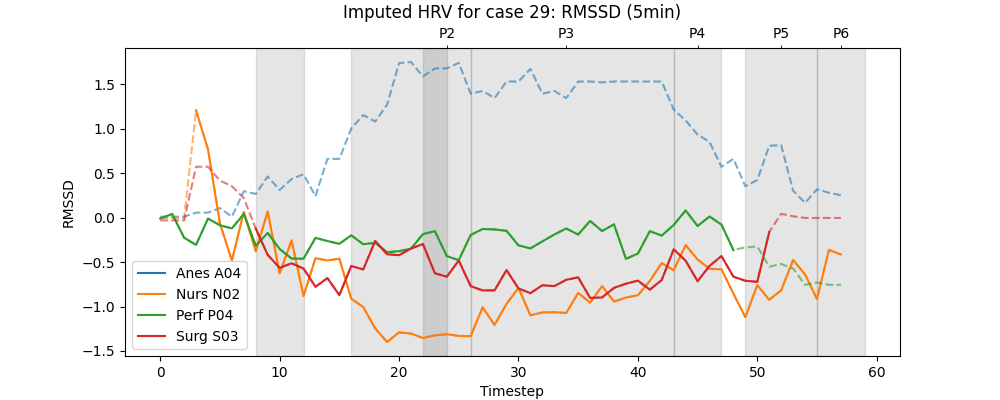 Imputed HRV for case 29: RMSSD (5min)
P2 P3 P4 P5 P6
1.5
1.0
0.5
0.0
−0.5
−1.0
−1.5
RMSSD
Anes A04
Nurs N02
Perf P04
Surg S03
0 10 20 30 40 50 60
Timestep